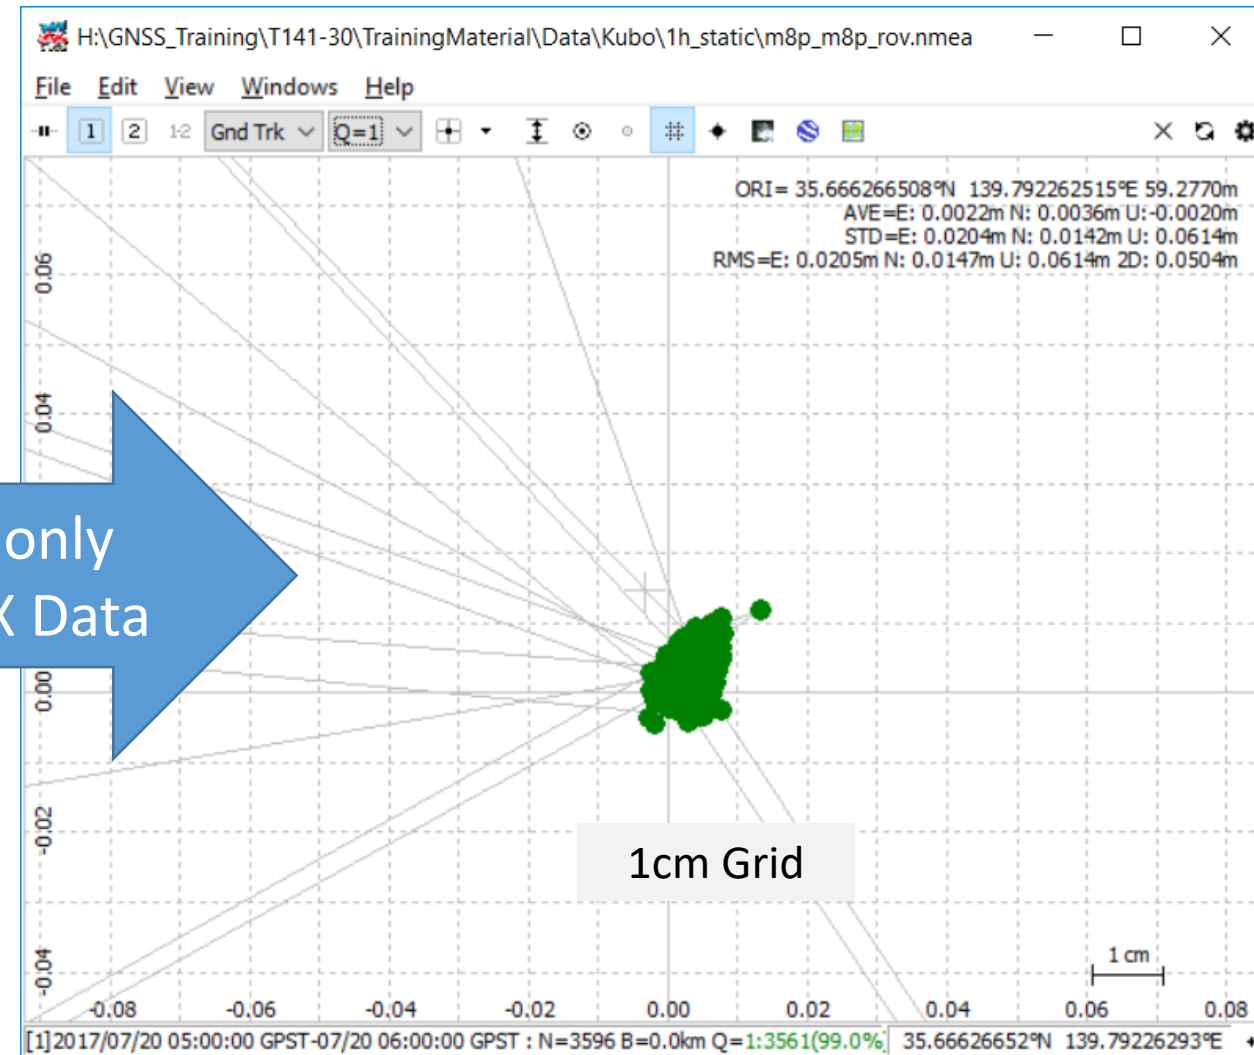 H:\GNSS_Training\T141-30\TrainingMaterial\Data\Kubo\1h_static\m8p_m8p_rov.nmea
File Edit View Windows Help
1 2 1-2 Gnd Trk Q=1
ORI= 35.666266508°N 139.792262515°E 59.2770m
AVE=E: 0.0022m N: 0.0036m U:-0.0020m
STD=E: 0.0204m N: 0.0142m U: 0.0614m
RMS=E: 0.0205m N: 0.0147m U: 0.0614m 2D: 0.0504m
0.06
0.04
only
X Data
0.00
-0.02
1cm Grid
-0.04
1 cm
-0.08 -0.06 -0.04 -0.02 0.00 0.02 0.04 0.06 0.08
[1]2017/07/20 05:00:00 GPST-07/20 06:00:00 GPST : N=3596 B=0.0km Q=1:3561(99.0%) 35.66626652°N 139.79226293°E